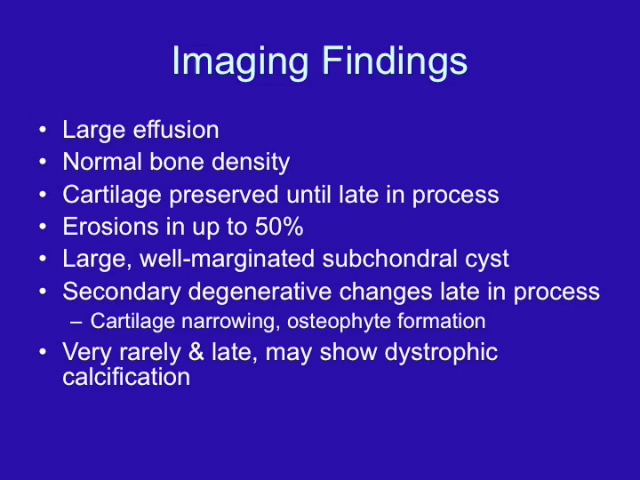 Imaging Findings
• Large effusion
• Normal bone density
• Cartilage preserved until late in process
• Erosions in up to 50%
• Large, well-marginated subchondral cyst
• Secondary degenerative changes late in process
– Cartilage narrowing, osteophyte formation
• Very rarely & late, may show dystrophic
calcification